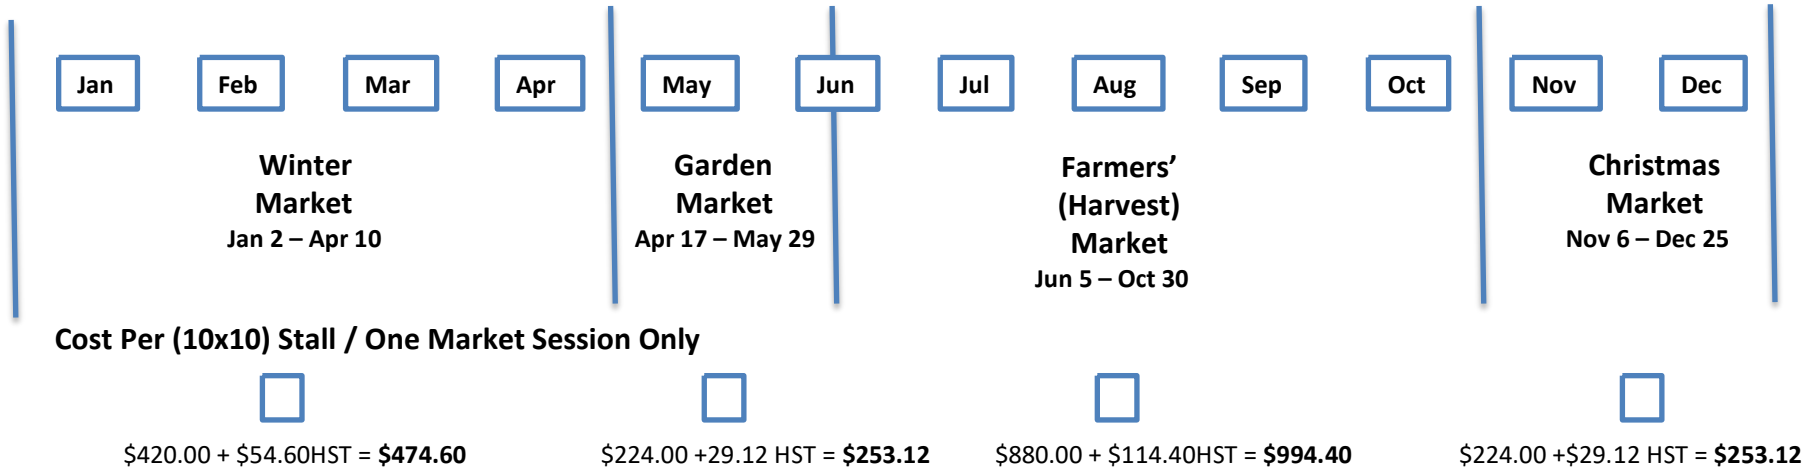 Jan Feb Mar Apr May Jun Jul Aug Sep Oct Nov Dec
Winter
Market
Jan 2 – Apr 10
Garden
Market
Apr 17 – May 29
Farmers’
(Harvest)
Market
Jun 5 – Oct 30
Christmas
Market
Nov 6 – Dec 25
Cost Per (10x10) Stall / One Market Session Only
$420.00 + $54.60HST = $474.60
$224.00 +29.12 HST = $253.12
$880.00 + $114.40HST = $994.40
$224.00 +$29.12 HST = $253.12